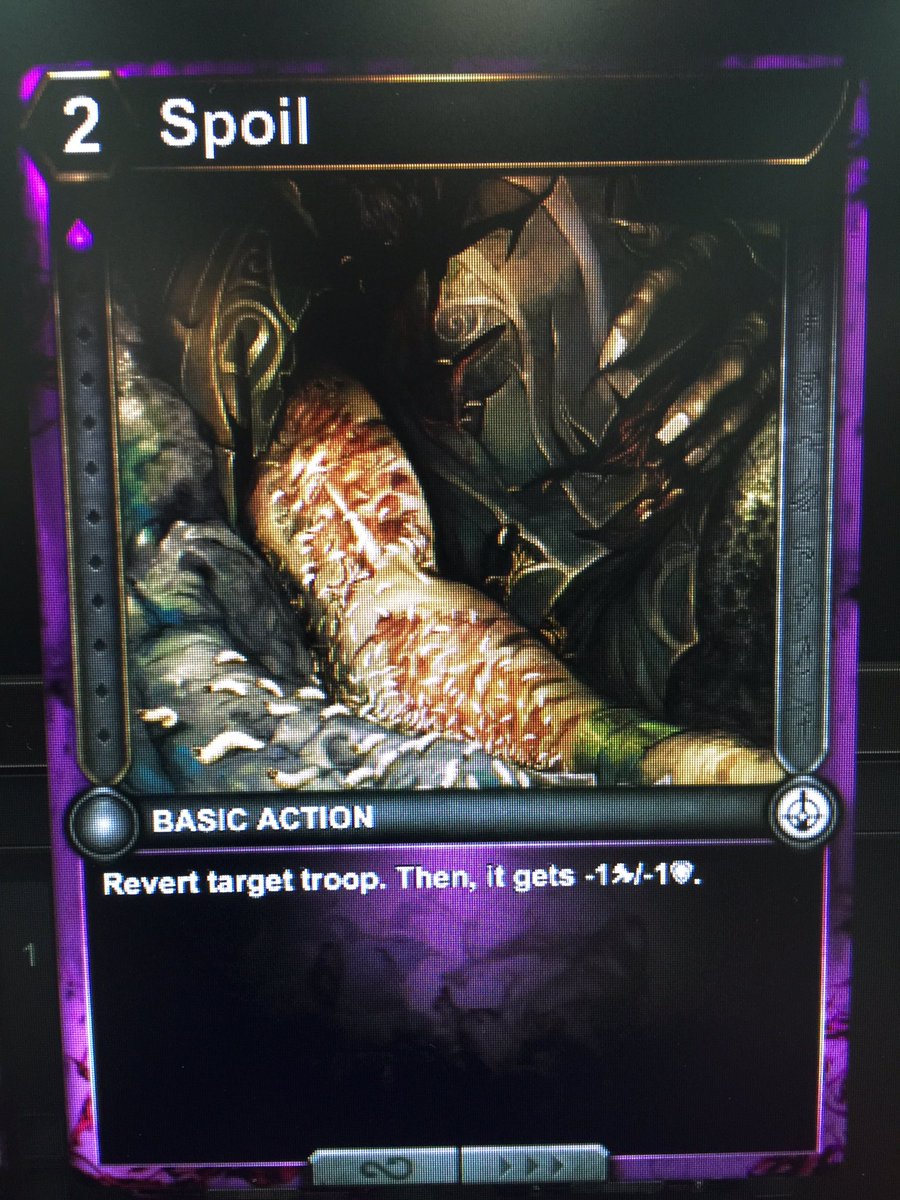 2 Spoil
BASIC ACTION
Revert target troop. Then, it gets -1/-1.
1